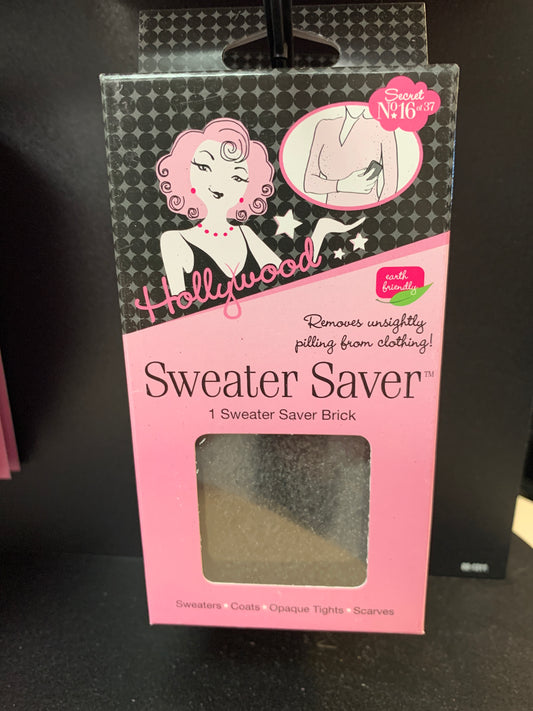 Secret
No. 16 of 37
Hollywood
earth
friendly
Removes unsightly
pilling from clothing!
Sweater Saver™
1 Sweater Saver Brick
Sweaters ★ Coats ★ Opaque Tights ★ Scarves